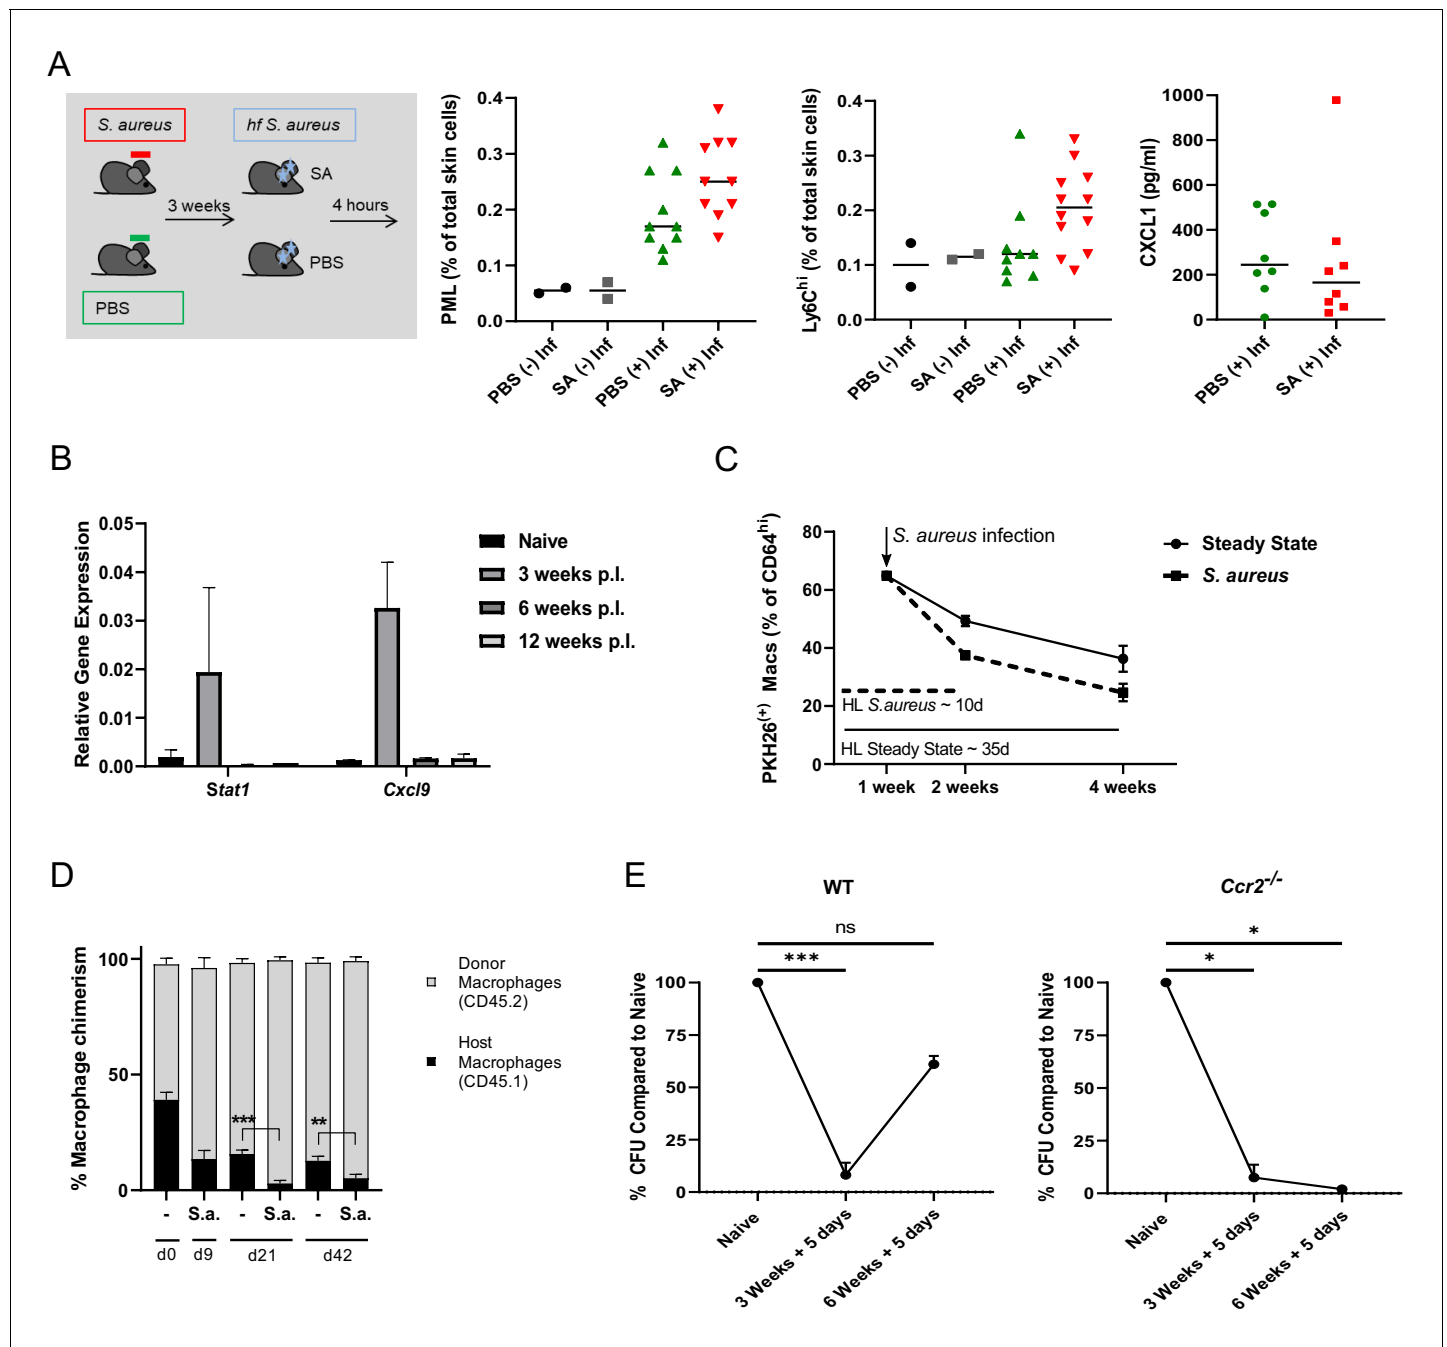 A
S. aureus
hf S. aureus
SA
3 weeks
4 hours
PBS
PBS
PML (% of total skin cells)
0.4
0.3
0.2
0.1
0.0
PBS (-) Inf
SA (-) Inf
PBS (+) Inf
SA (+) Inf
Ly6Chi (% of total skin cells)
0.4
0.3
0.2
0.1
0.0
PBS (-) Inf
SA (-) Inf
PBS (+) Inf
SA (+) Inf
CXCL1 (pg/ml)
1000
800
600
400
200
0
PBS (+) Inf
SA (+) Inf
B
Relative Gene Expression
0.05
0.04
0.03
0.02
0.01
0.00
Stat1
Cxcl9
Naive
3 weeks p.I.
6 weeks p.I.
12 weeks p.I.
C
PKH26(+) Macs (% of CD64hi)
80
60
40
20
0
S. aureus infection
HL S.aureus ~ 10d
HL Steady State ~ 35d
1 week
2 weeks
4 weeks
Steady State
S. aureus
D
% Macrophage chimerism
100
50
0
***
**
- S.a. - S.a. - S.a.
d0 d9 d21 d42
Donor
Macrophages
(CD45.2)
Host
Macrophages
(CD45.1)
E
WT
ns
***
% CFU Compared to Naive
100
75
50
25
0
Naive
3 Weeks + 5 days
6 Weeks + 5 days
Ccr2-/-
*
*
% CFU Compared to Naive
100
75
50
25
0
Naive
3 Weeks + 5 days
6 Weeks + 5 days